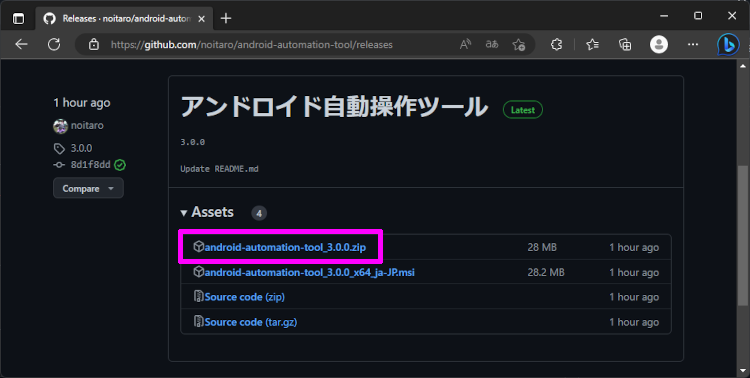 Releases · noitaro/android-autom
https://github.com/noitaro/android-automation-tool/releases
1 hour ago
noitaro
3.0.0
8d1f8dd
Compare
アンドロイド自動操作ツール Latest
3.0.0
Update README.md
Assets 4
android-automation-tool_3.0.0.zip 28 MB 1 hour ago
android-automation-tool_3.0.0_x64_ja-JP.msi 28.2 MB 1 hour ago
Source code (zip) 1 hour ago
Source code (tar.gz) 1 hour ago